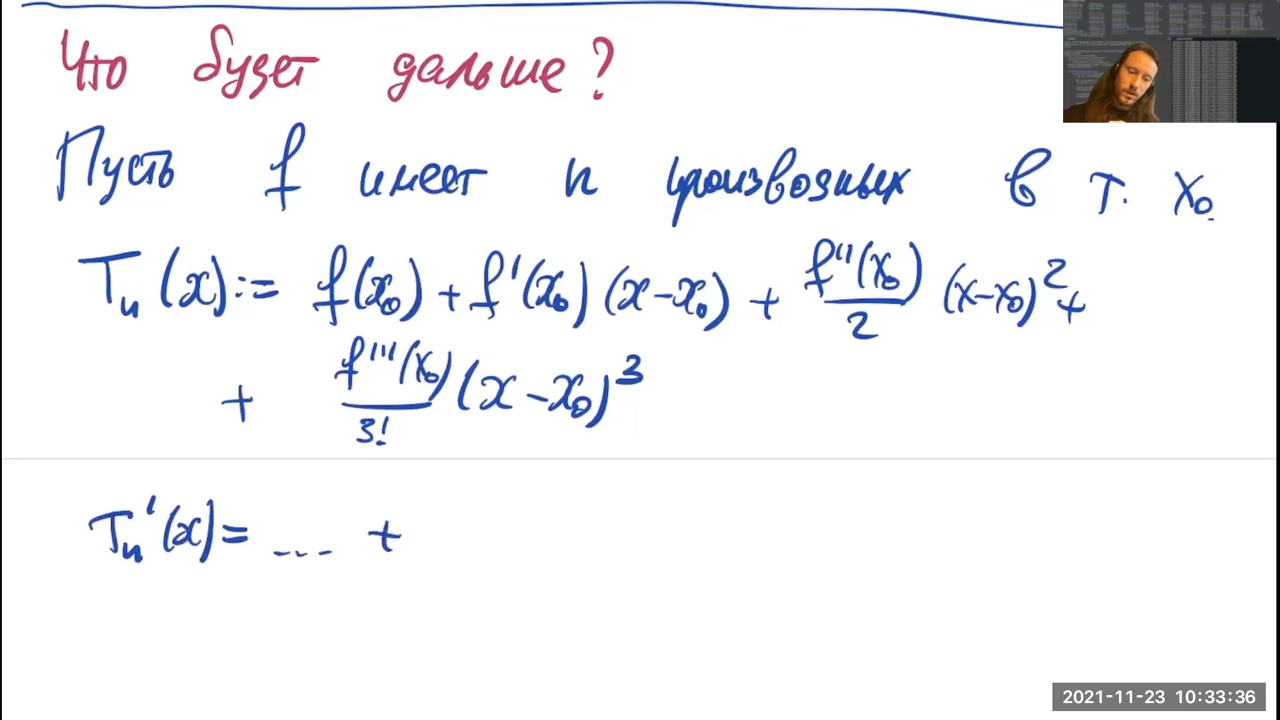 Что будет дальше?
Пусть f имеет n производных в т. x₀.
Tₙ(x):= f(x₀) + f'(x₀)(x-x₀) + f''(x₀)/2 (x-x₀)² +
+ f'''(x₀)/3! (x-x₀)³
Tₙ'(x)= ... +
2021-11-23 10:33:36